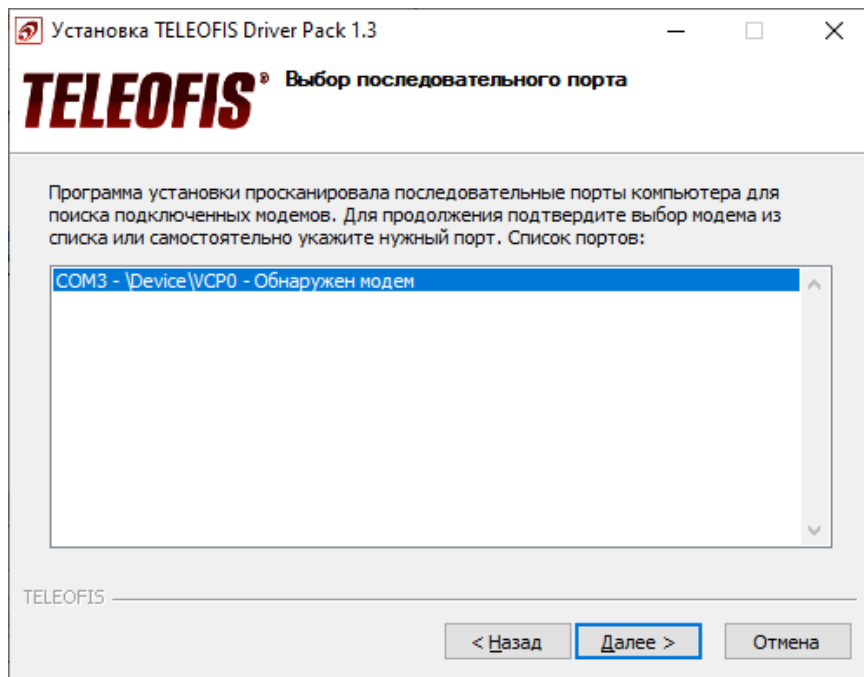 Установка TELEOFIS Driver Pack 1.3
TELEOFIS®
Выбор последовательного порта
Программа установки просканировала последовательные порты компьютера для
поиска подключенных модемов. Для продолжения подтвердите выбор модема из
списка или самостоятельно укажите нужный порт. Список портов:
COM3 - \Device\VCP0 - Обнаружен модем
TELEOFIS
< Назад
Далее >
Отмена